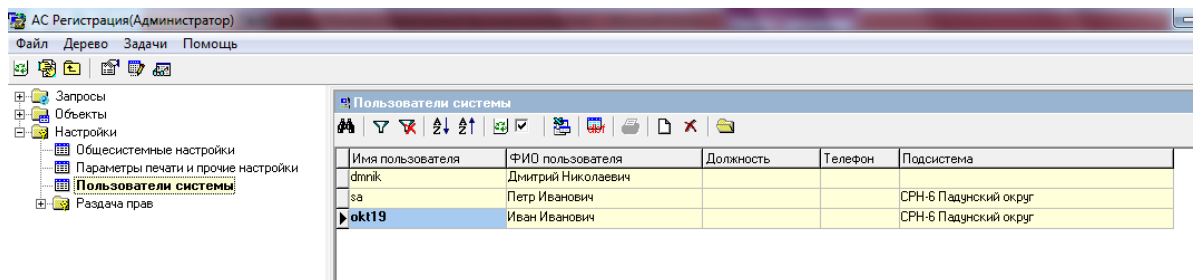 АС Регистрация(Администратор)
Файл Дерево Задачи Помощь
Запросы
Объекты
Настройки
Общесистемные настройки
Параметры печати и прочие настройки
Пользователи системы
Раздача прав
Пользователи системы
Имя пользователя ФИО пользователя Должность Телефон Подсистема
dmnik Дмитрий Николаевич
sa Петр Иванович СРН-6 Падунский округ
okt19 Иван Иванович СРН-6 Падунский округ